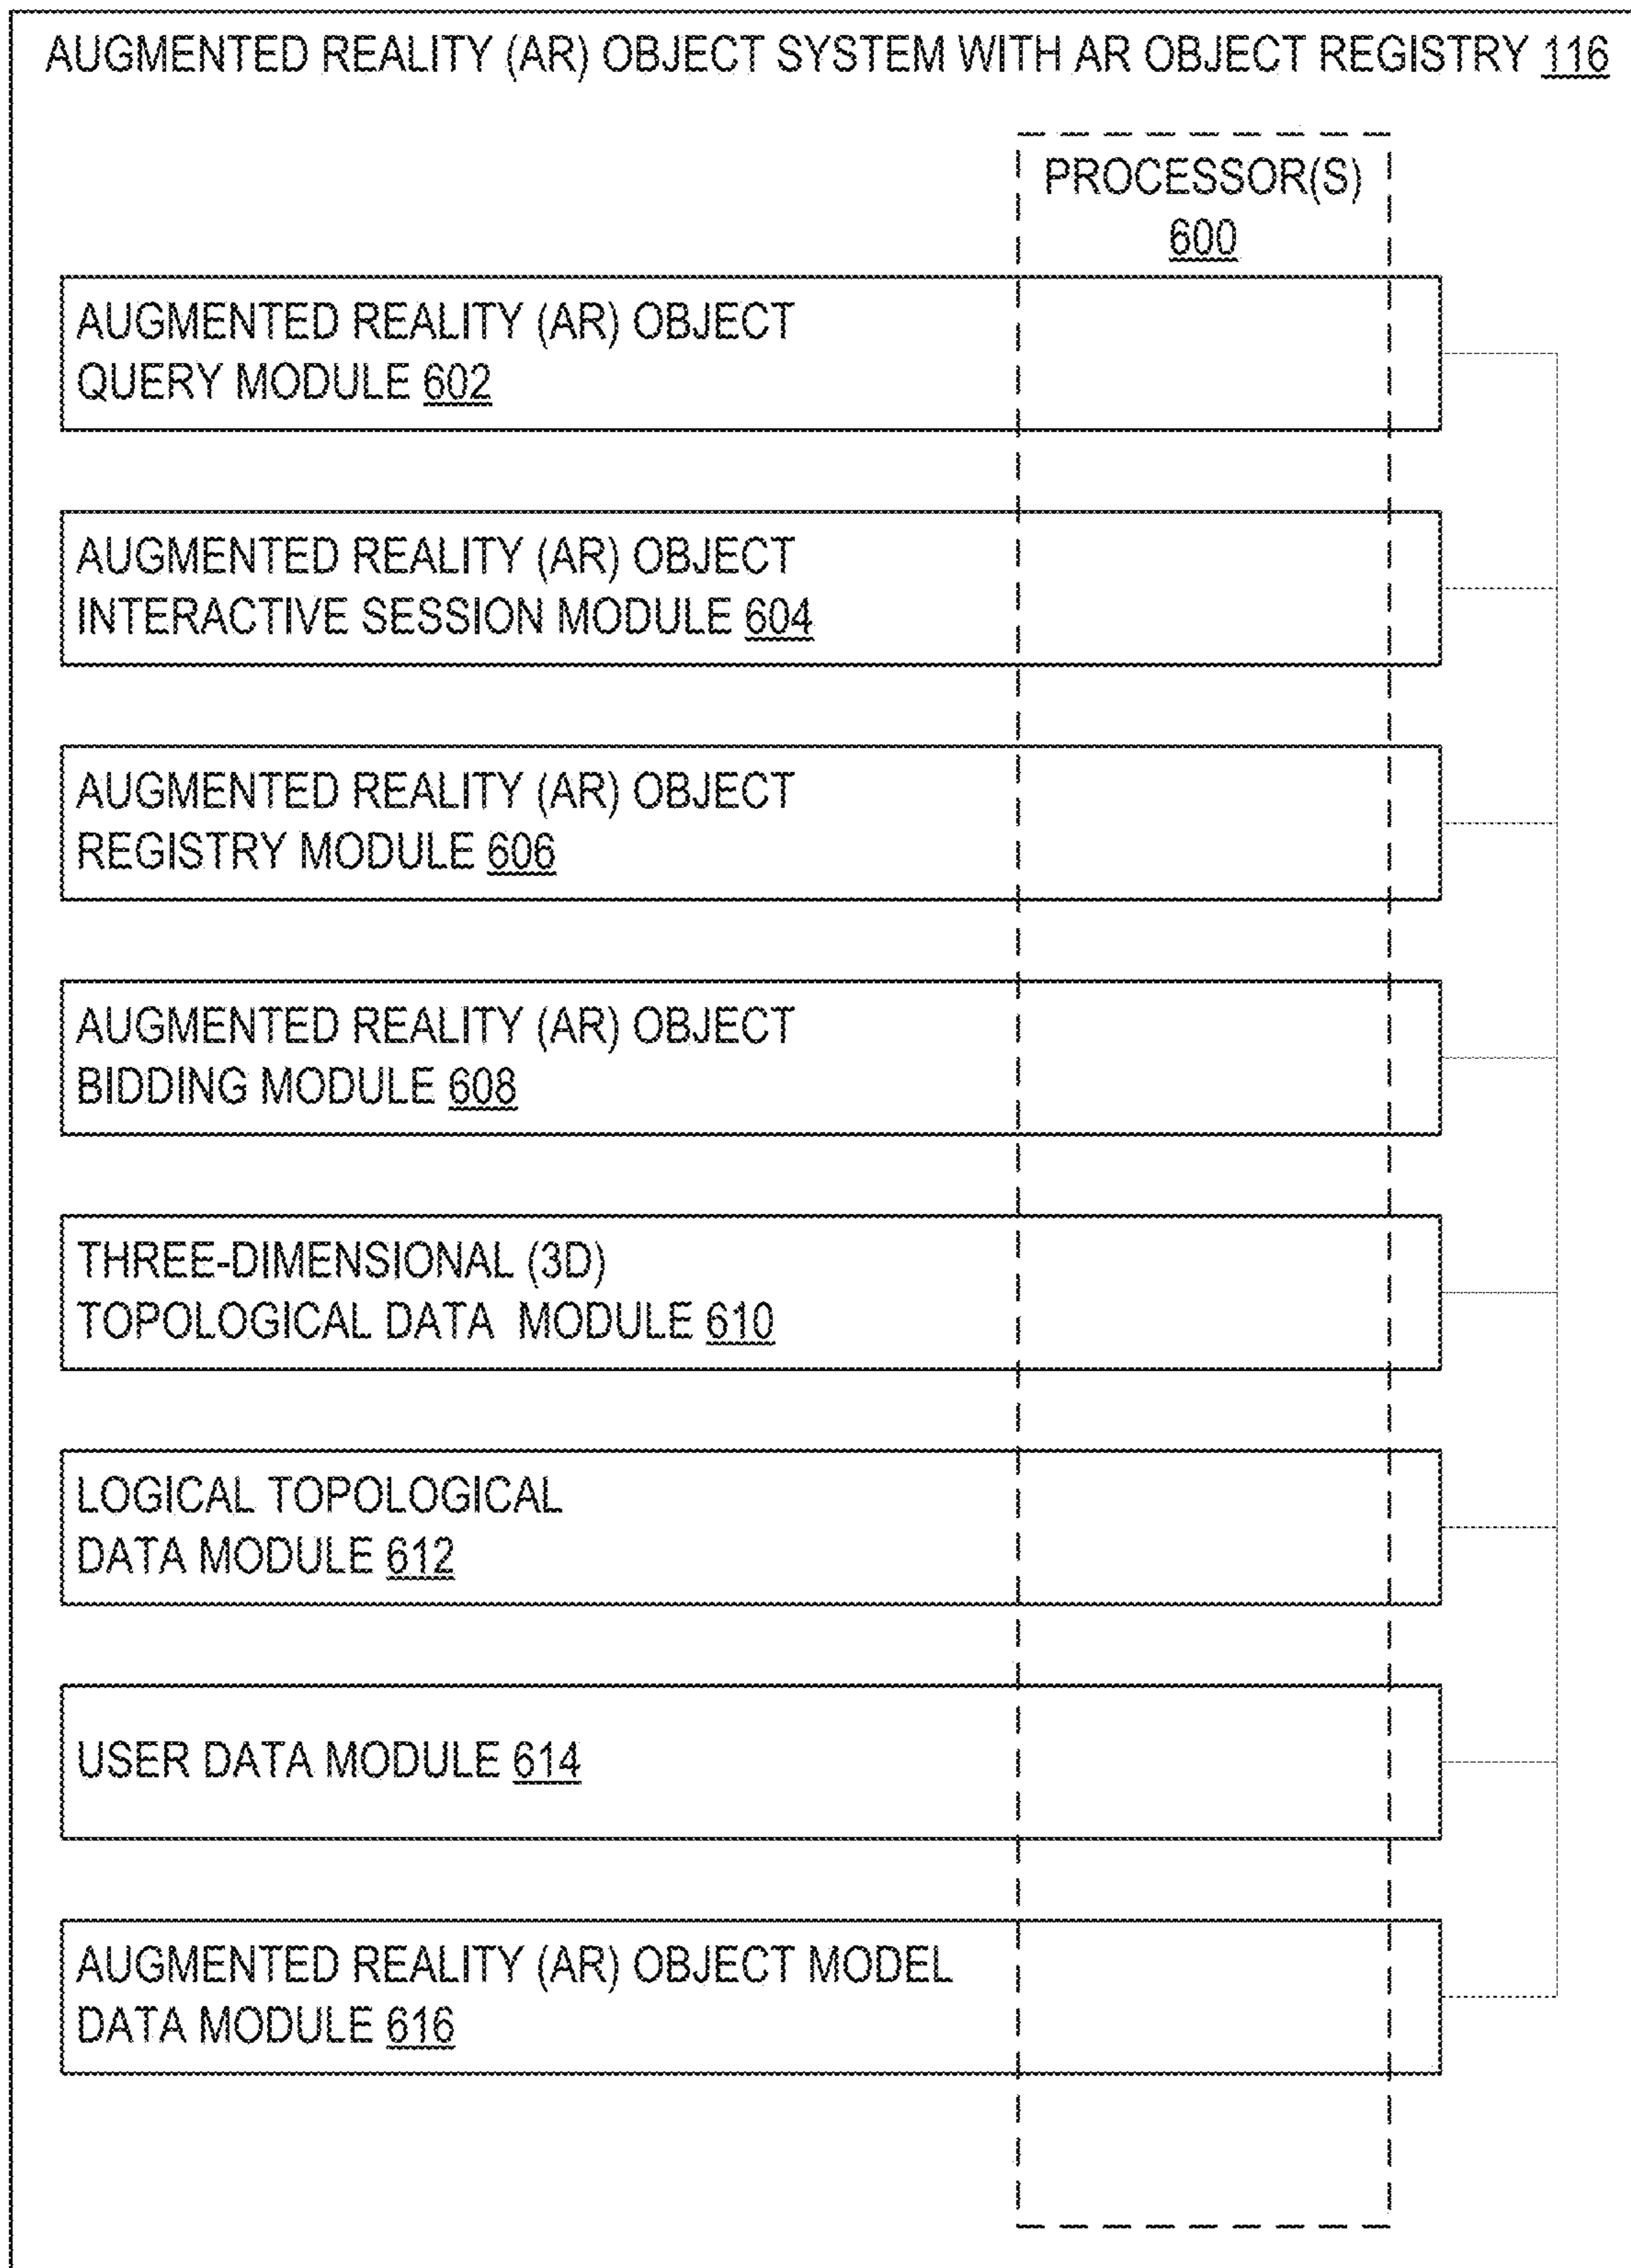 AUGMENTED REALITY (AR) OBJECT SYSTEM WITH AR OBJECT REGISTRY 116
PROCESSOR(S)
600
AUGMENTED REALITY (AR) OBJECT
QUERY MODULE 602
AUGMENTED REALITY (AR) OBJECT
INTERACTIVE SESSION MODULE 604
AUGMENTED REALITY (AR) OBJECT
REGISTRY MODULE 606
AUGMENTED REALITY (AR) OBJECT
BIDDING MODULE 608
THREE-DIMENSIONAL (3D)
TOPOLOGICAL DATA MODULE 610
LOGICAL TOPOLOGICAL
DATA MODULE 612
USER DATA MODULE 614
AUGMENTED REALITY (AR) OBJECT MODEL
DATA MODULE 616